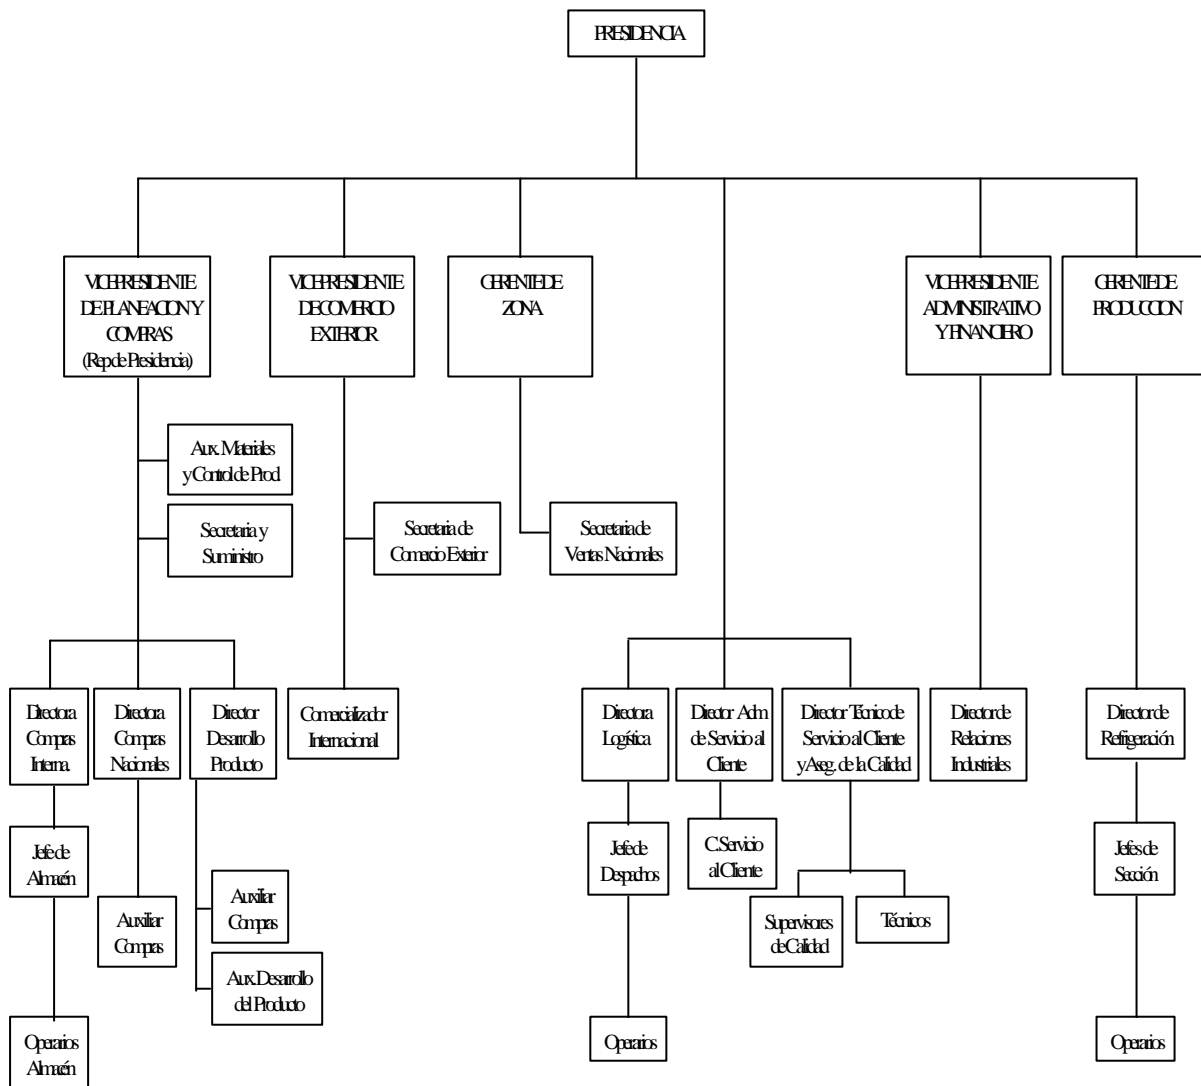 PRESIDENCIA
VICEPRESIDENTE
DE PLANEACION Y
COMPRAS
(Rep. de Presidencia)
VICEPRESIDENTE
DE COMERCIO
EXTERIOR
GERENTE DE
ZONA
VICEPRESIDENTE
ADMINISTRATIVO
Y FINANCIERO
GERENTE DE
PRODUCCION
Aux. Materiales
y Control de Prod.
Secretaria y
Suministro
Secretaria de
Comercio Exterior
Secretaria de
Ventas Nacionales
Directora
Compras
Interna.
Directora
Compras
Nacionales
Director
Desarrollo
Producto
Comercializador
Internacional
Directora
Logística
Director Adm.
de Servicio al
Cliente
Director Técnico de
Servicio al Cliente
y Aseg. de la Calidad
Director de
Relaciones
Industriales
Director de
Refrigeración
Jefe de
Almacén
Auxiliar
Compras
Auxiliar
Compras
Aux. Desarrollo
del Producto
Jefe de
Despachos
C. Servicio
al Cliente
Supervisores
de Calidad
Técnicos
Jefes de
Sección
Operarios
Almacén
Operarios
Operarios